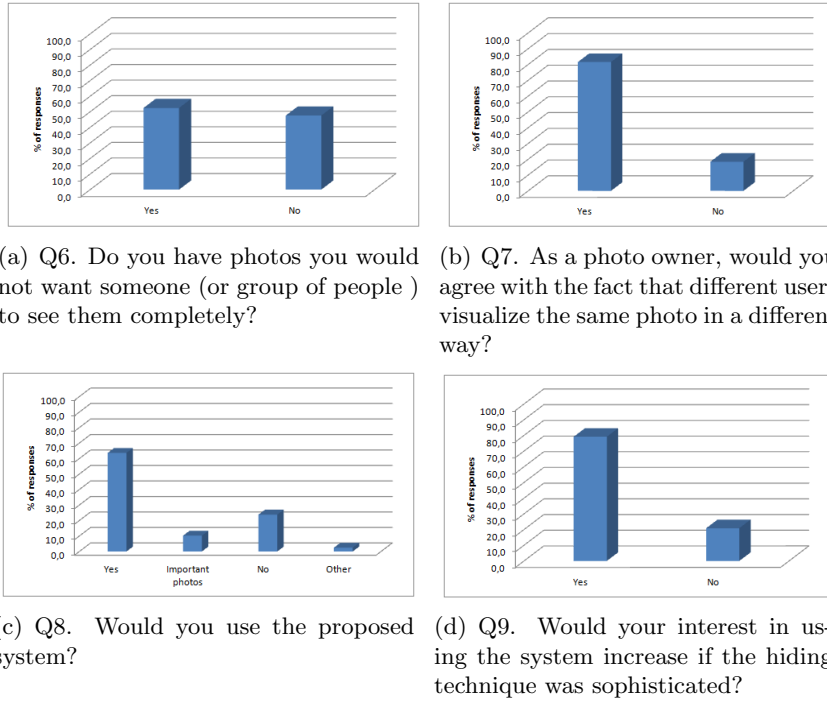 100,0
90,0
80,0
70,0
60,0
50,0
40,0
30,0
20,0
10,0
0,0
% of responses
Yes No
(a) Q6. Do you have photos you would
not want someone (or group of people )
to see them completely?
100,0
90,0
80,0
70,0
60,0
50,0
40,0
30,0
20,0
10,0
0,0
% of responses
Yes No
(b) Q7. As a photo owner, would you
agree with the fact that different user
visualize the same photo in a differen
way?
100,0
90,0
80,0
70,0
60,0
50,0
40,0
30,0
20,0
10,0
0,0
% of responses
Yes Important No Other
photos
(c) Q8. Would you use the proposed
system?
100,0
90,0
80,0
70,0
60,0
50,0
40,0
30,0
20,0
10,0
0,0
% of responses
Yes No
(d) Q9. Would your interest in us-
ing the system increase if the hiding
technique was sophisticated?